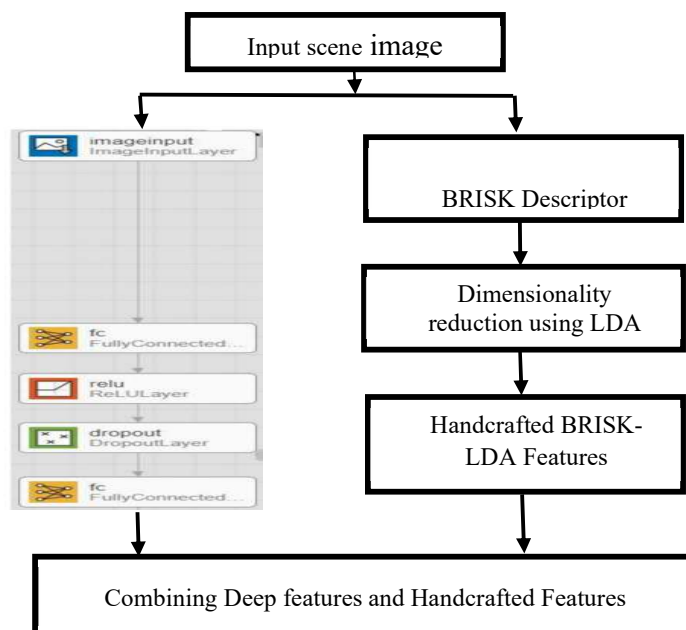 Input scene image
imageinput
ImageInputLayer
fc
FullyConnected...
relu
ReLULayer
dropout
DropoutLayer
fc
FullyConnected...
BRISK Descriptor
Dimensionality
reduction using LDA
Handcrafted BRISK-
LDA Features
Combining Deep features and Handcrafted Features